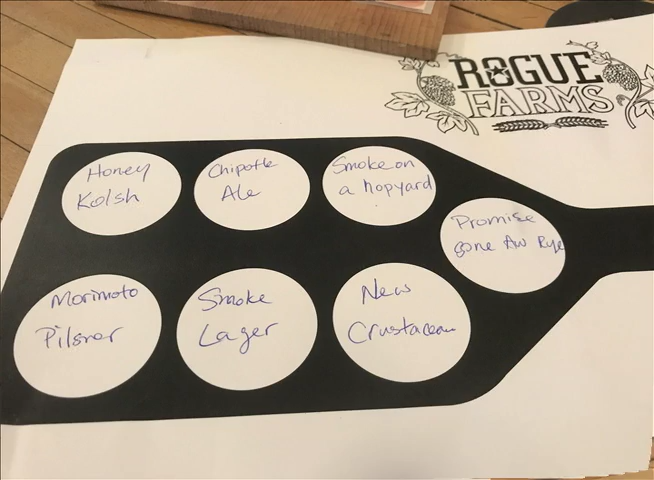 ROGUE
FARMS
Honey
Kolsh
Chipotle
Ale
Smoke on
a hopyard
Promise
gone Aw Rye
Morimoto
Pilsner
Smoke
Lager
New
Crustacean